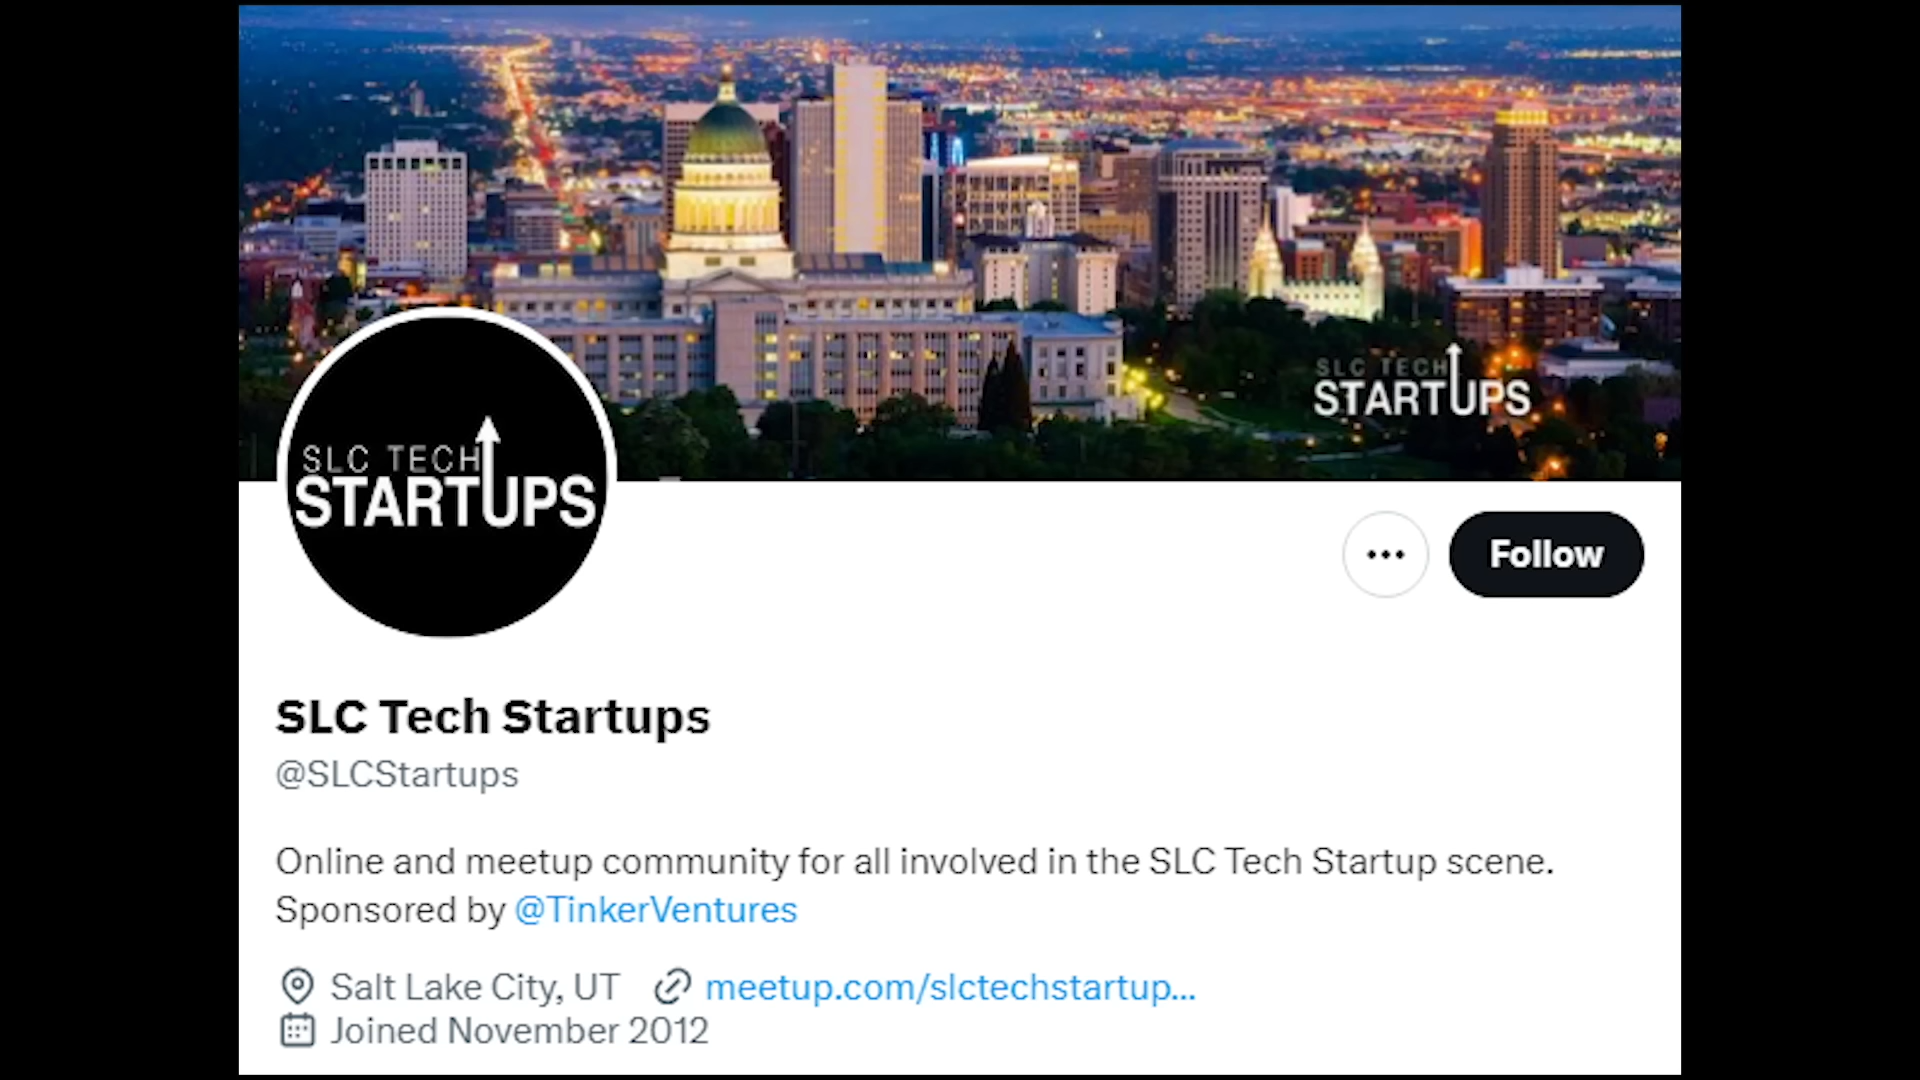 SLC TECH
STARTUPS
SLC TECH
STARTUPS
Follow
SLC Tech Startups
@SLCStartups
Online and meetup community for all involved in the SLC Tech Startup scene.
Sponsored by @TinkerVentures
Salt Lake City, UT meetup.com/slctechstartup...
Joined November 2012